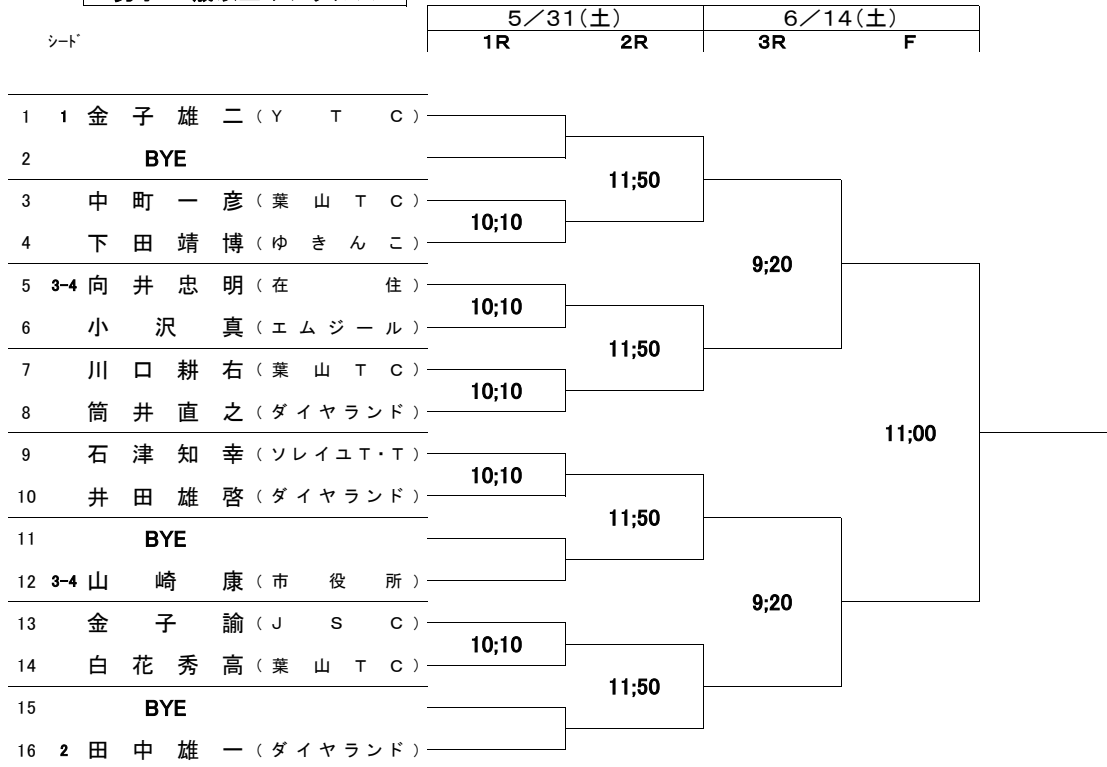 5／31(土) 6／14(土)
ｼｰﾄﾞ 1R 2R 3R F
1 1 金子雄二 (YTC)
2 BYE
11;50
3 中町一彦 (葉山TC)
10;10
4 下田靖博 (ゆきんこ)
9;20
5 3-4 向井忠明 (在住)
10;10
6 小沢真 (エムジール)
11;50
7 川口耕右 (葉山TC)
10;10
8 筒井直之 (ダイヤランド)
11;00
9 石津知幸 (ソレイユT・T)
10;10
10 井田雄啓 (ダイヤランド)
11;50
11 BYE
12 3-4 山崎康 (市役所)
9;20
13 金子諭 (JSC)
10;10
14 白花秀高 (葉山TC)
11;50
15 BYE
16 2 田中雄一 (ダイヤランド)